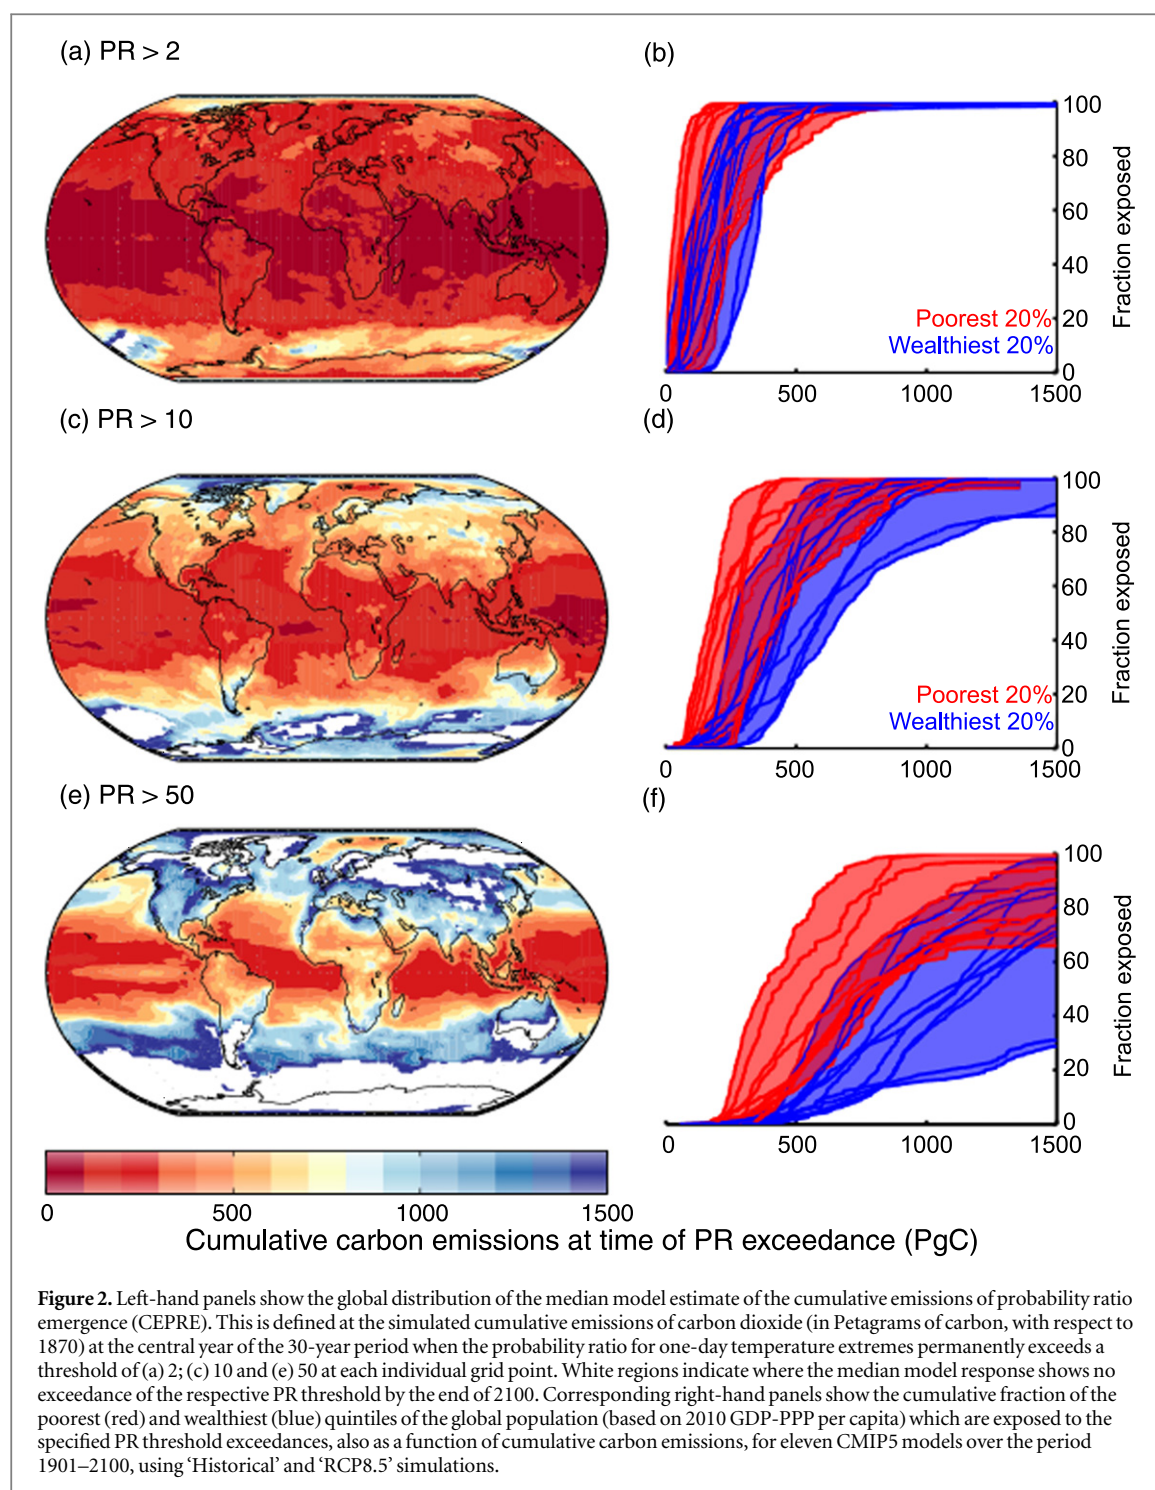 (a) PR > 2
(b)
100
80
60
40
20
0
Fraction exposed
Poorest 20%
Wealthiest 20%
0 500 1000 1500
(c) PR > 10
(d)
100
80
60
40
20
0
Fraction exposed
Poorest 20%
Wealthiest 20%
0 500 1000 1500
(e) PR > 50
(f)
100
80
60
40
20
0
Fraction exposed
0 500 1000 1500
0 500 1000 1500
Cumulative carbon emissions at time of PR exceedance (PgC)
Figure 2. Left-hand panels show the global distribution of the median model estimate of the cumulative emissions of probability ratio
emergence (CEPRE). This is defined at the simulated cumulative emissions of carbon dioxide (in Petagrams of carbon, with respect to
1870) at the central year of the 30-year period when the probability ratio for one-day temperature extremes permanently exceeds a
threshold of (a) 2; (c) 10 and (e) 50 at each individual grid point. White regions indicate where the median model response shows no
exceedance of the respective PR threshold by the end of 2100. Corresponding right-hand panels show the cumulative fraction of the
poorest (red) and wealthiest (blue) quintiles of the global population (based on 2010 GDP-PPP per capita) which are exposed to the
specified PR threshold exceedances, also as a function of cumulative carbon emissions, for eleven CMIP5 models over the period
1901–2100, using ‘Historical’ and ‘RCP8.5’ simulations.